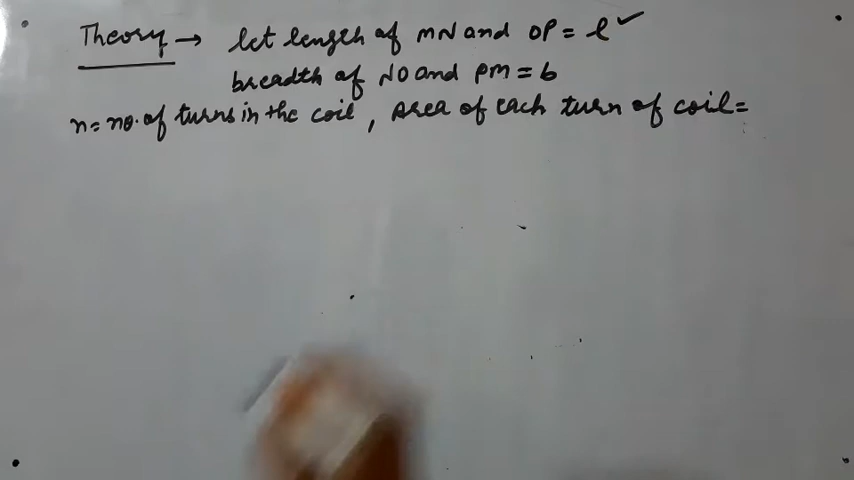 Theory → let length of MN and OP = l ✓
breadth of NO and PM = b
n = no. of turns in the coil, Area of each turn of coil =